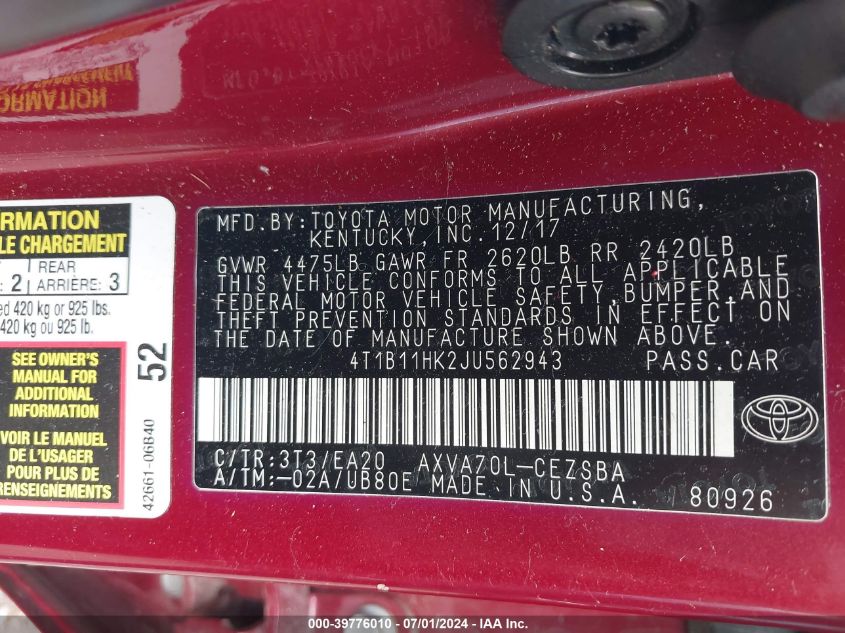 FORMATION
RMATION
LE CHARGEMENT
REAR
: 2 ARRIÈRE: 3
ed 420 kg or 925 lbs.
420 kg ou 925 lb.
SEE OWNER'S
MANUAL FOR
ADDITIONAL
INFORMATION
VOIR LE MANUEL
DE L'USAGER
POUR PLUS DE
RENSEIGNEMENTS
52
42661-06B40
MFD.BY:TOYOTA MOTOR MANUFACTURING,
KENTUCKY,INC.12/17
GVWR 4475LB GAWR FR 2620LB RR 2420LB
THIS VEHICLE CONFORMS TO ALL APPLICABLE
FEDERAL MOTOR VEHICLE SAFETY,BUMPER,AND
THEFT PREVENTION STANDARDS IN EFFECT ON
THE DATE OF MANUFACTURE SHOWN ABOVE.
4T1B11HK2JU562943 PASS.CAR
C/TR:3T3/EA20 AXVA70L-CEZSBA
A/TM:-02A/UB80E MADE IN U.S.A.
80926
000-39776010 - 07/01/2024 - IAA Inc.